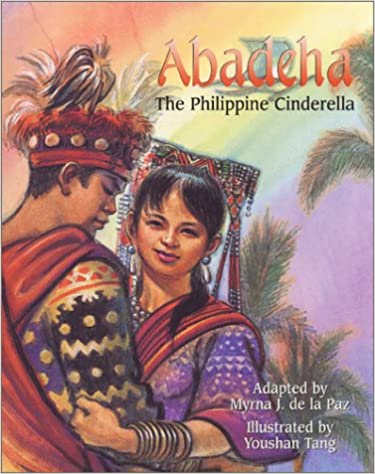 Abadeha
The Philippine Cinderella
Adapted by
Myrna J. de la Paz
Illustrated by
Youshan Tang